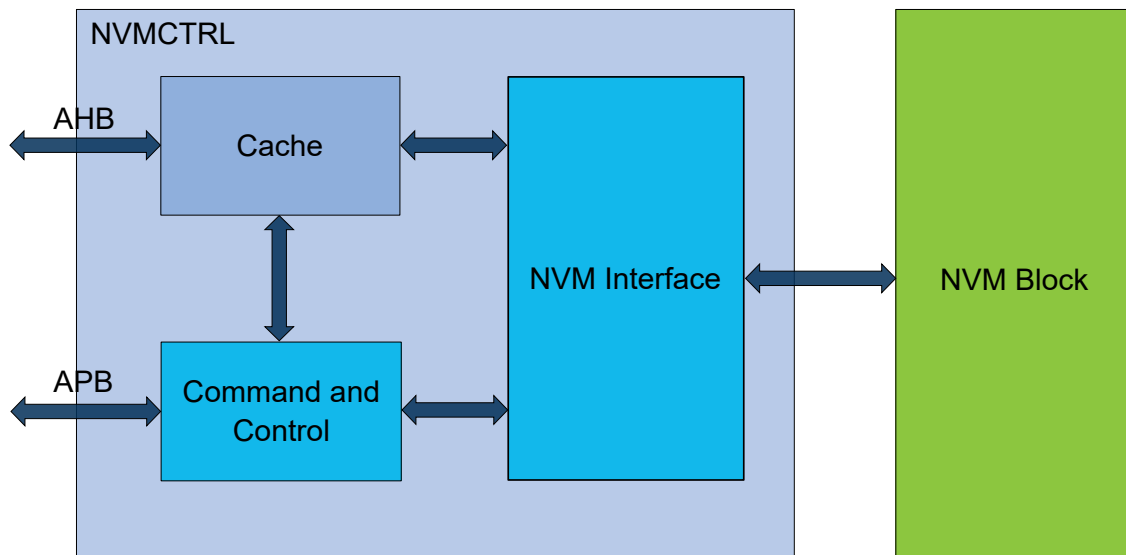 NVMCTRL
AHB
Cache
NVM Interface
NVM Block
APB
Command and
Control